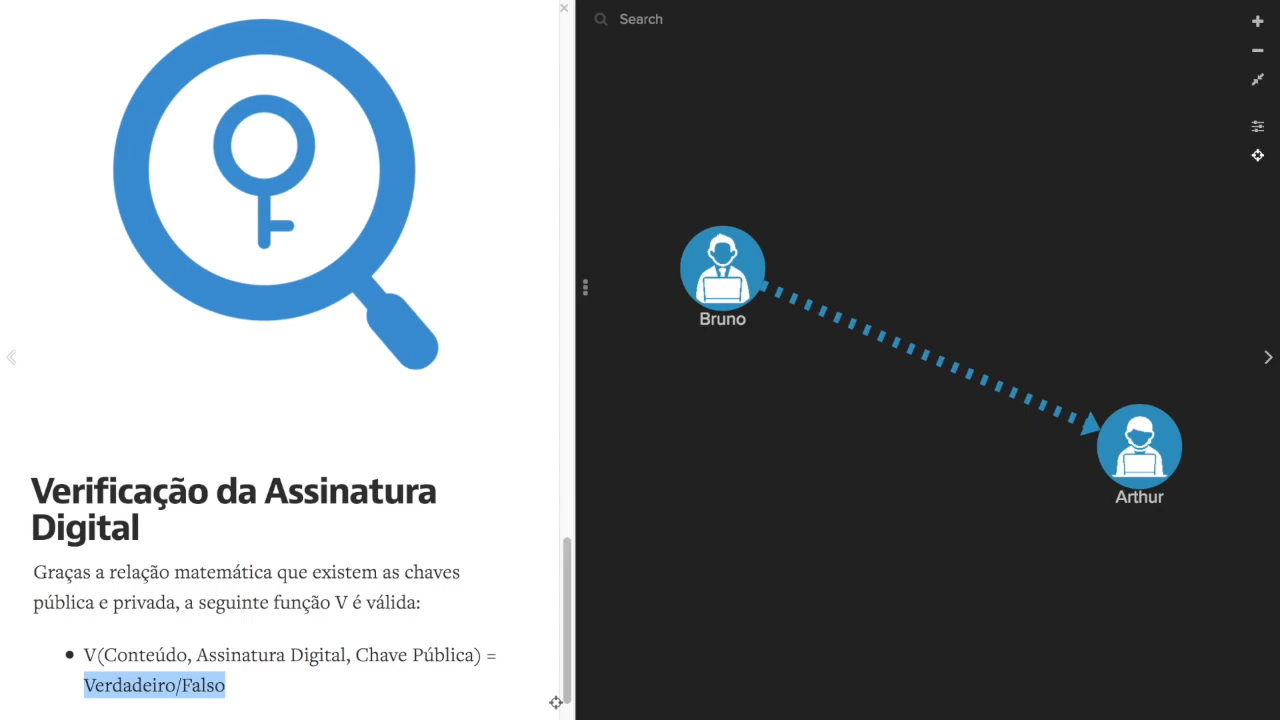 Verificação da Assinatura
Digital
Graças a relação matemática que existem as chaves
pública e privada, a seguinte função V é válida:
V(Conteúdo, Assinatura Digital, Chave Pública) =
Verdadeiro/Falso
Search
Bruno
Arthur